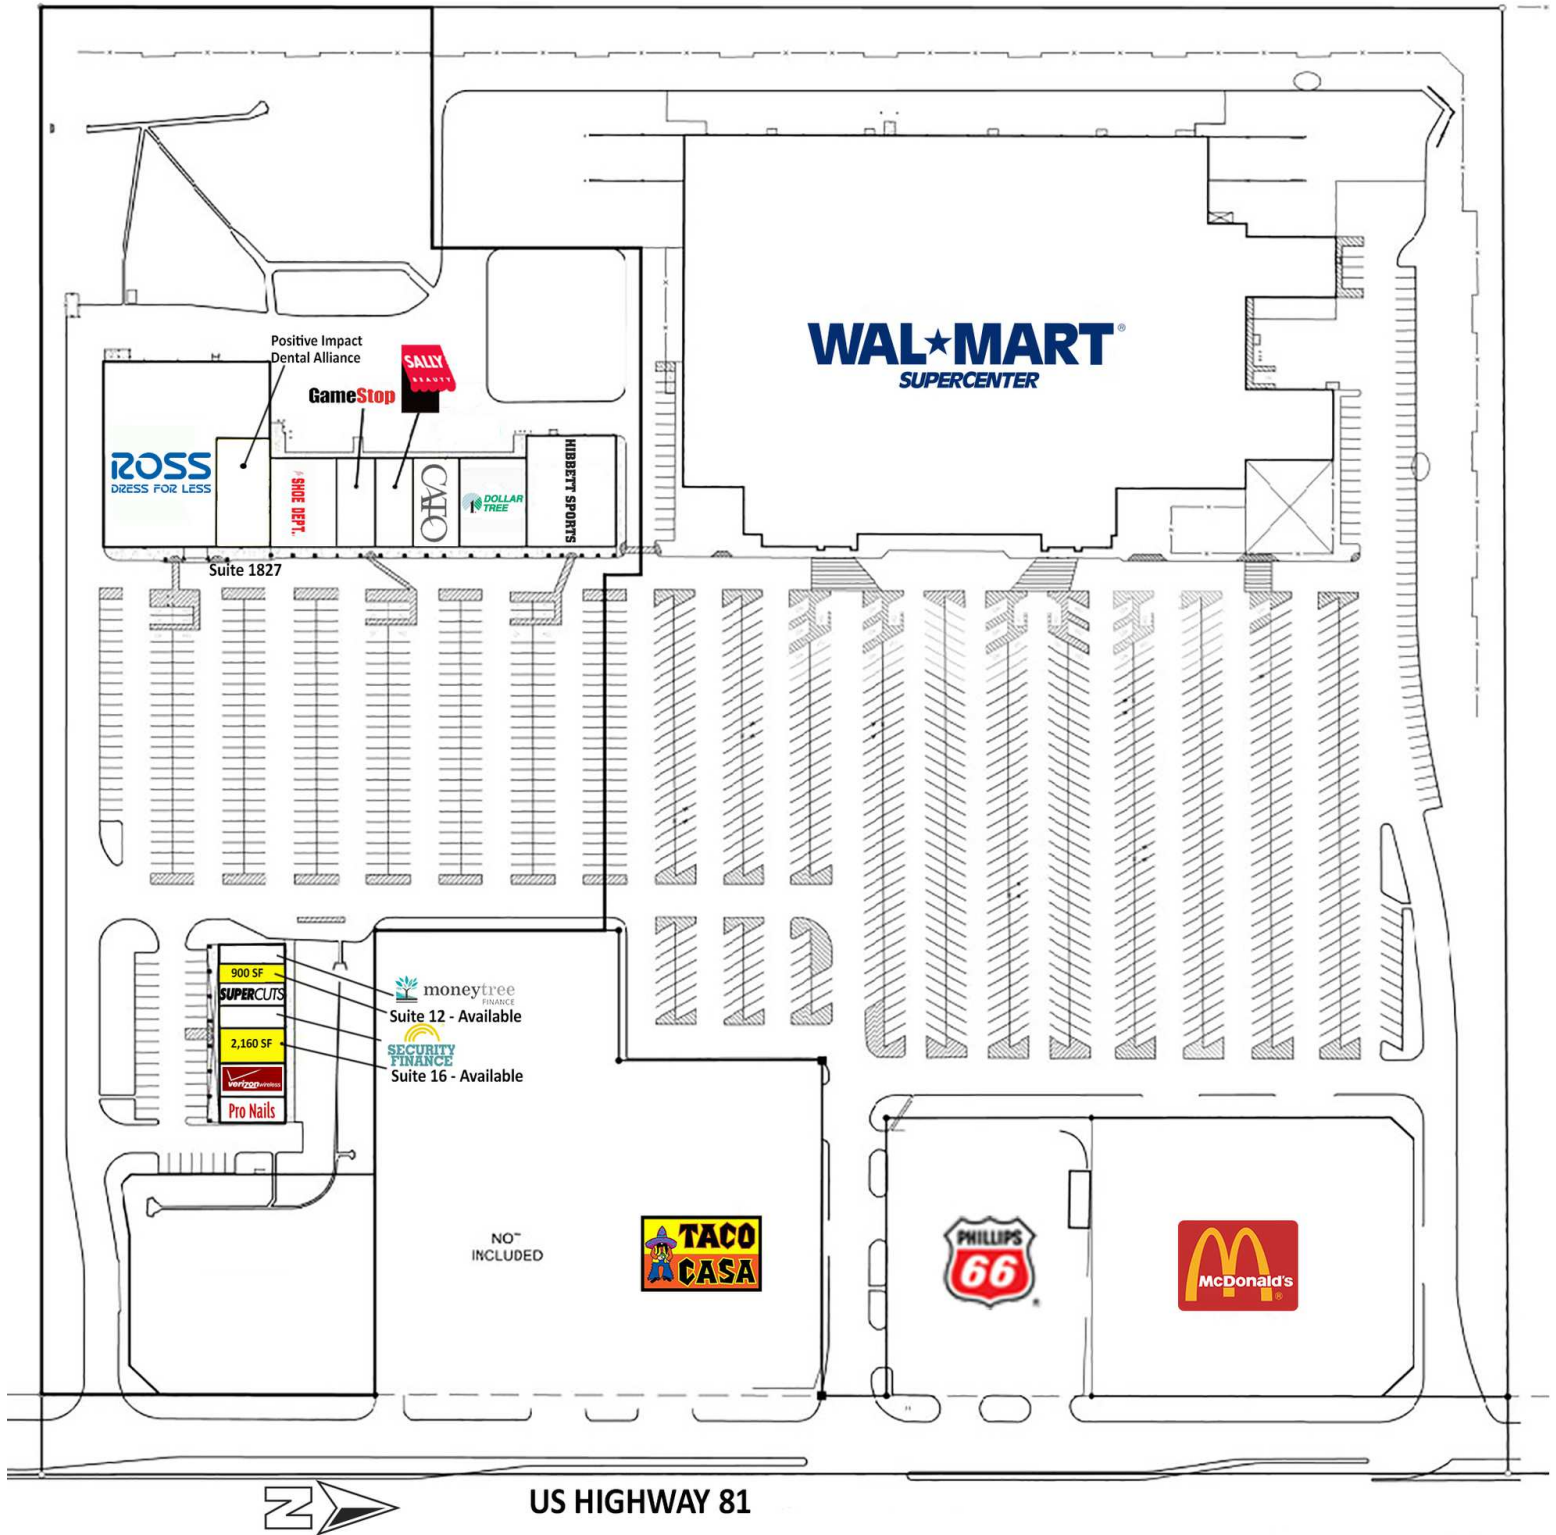 WAL★MART®
SUPERCENTER
Positive Impact
Dental Alliance
SALLY
BEAUTY
GameStop
ROSS
DRESS FOR LESS
SHOE DEPT.
CATO
DOLLAR
TREE
HIBBETT SPORTS
Suite 1827
900 SF
SUPERCUTS
2,160 SF
verizonwireless
Pro Nails
moneytree
FINANCE
Suite 12 - Available
SECURITY
FINANCE
Suite 16 - Available
NO
INCLUDED
TACO
CASA
PHILLIPS
66
®
McDonald's
®
N
US HIGHWAY 81